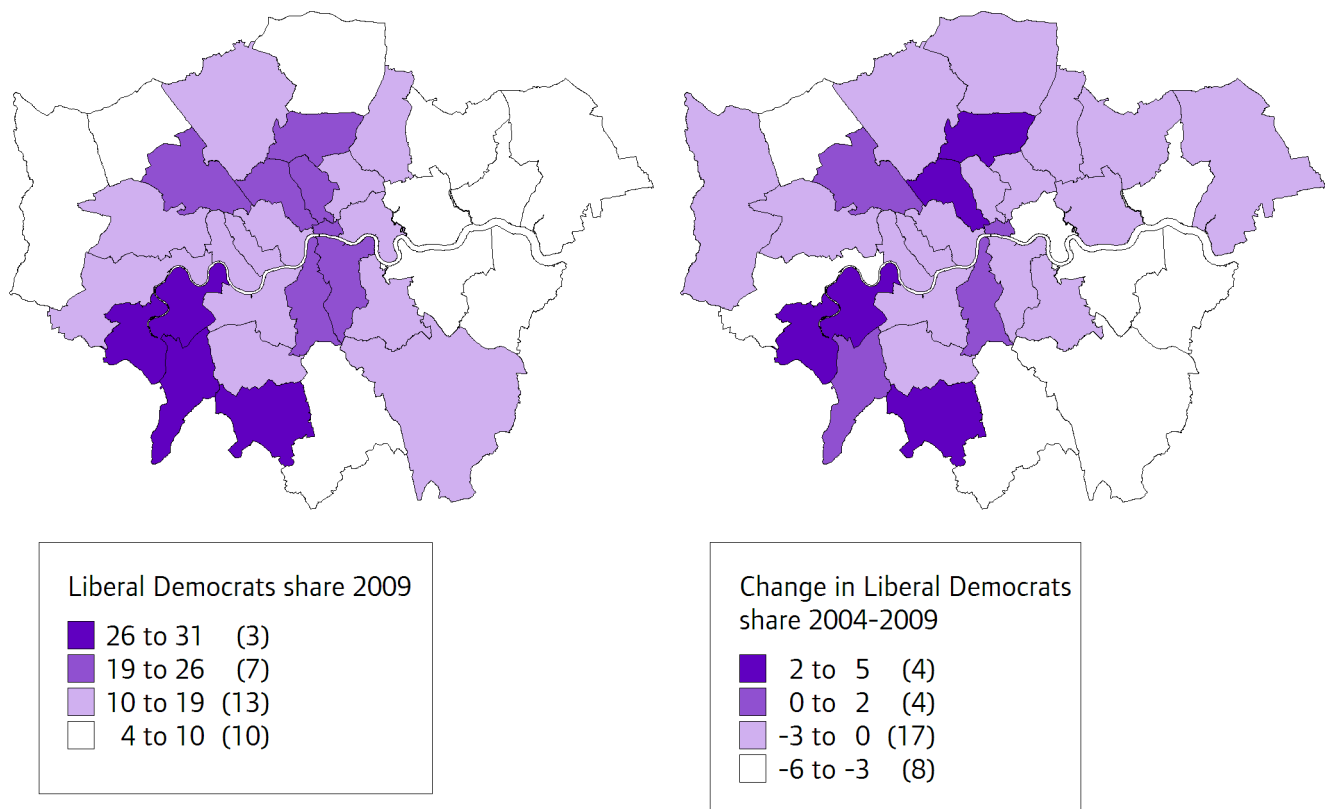 Liberal Democrats share 2009
26 to 31 (3)
19 to 26 (7)
10 to 19 (13)
4 to 10 (10)
Change in Liberal Democrats
share 2004-2009
2 to 5 (4)
0 to 2 (4)
-3 to 0 (17)
-6 to -3 (8)